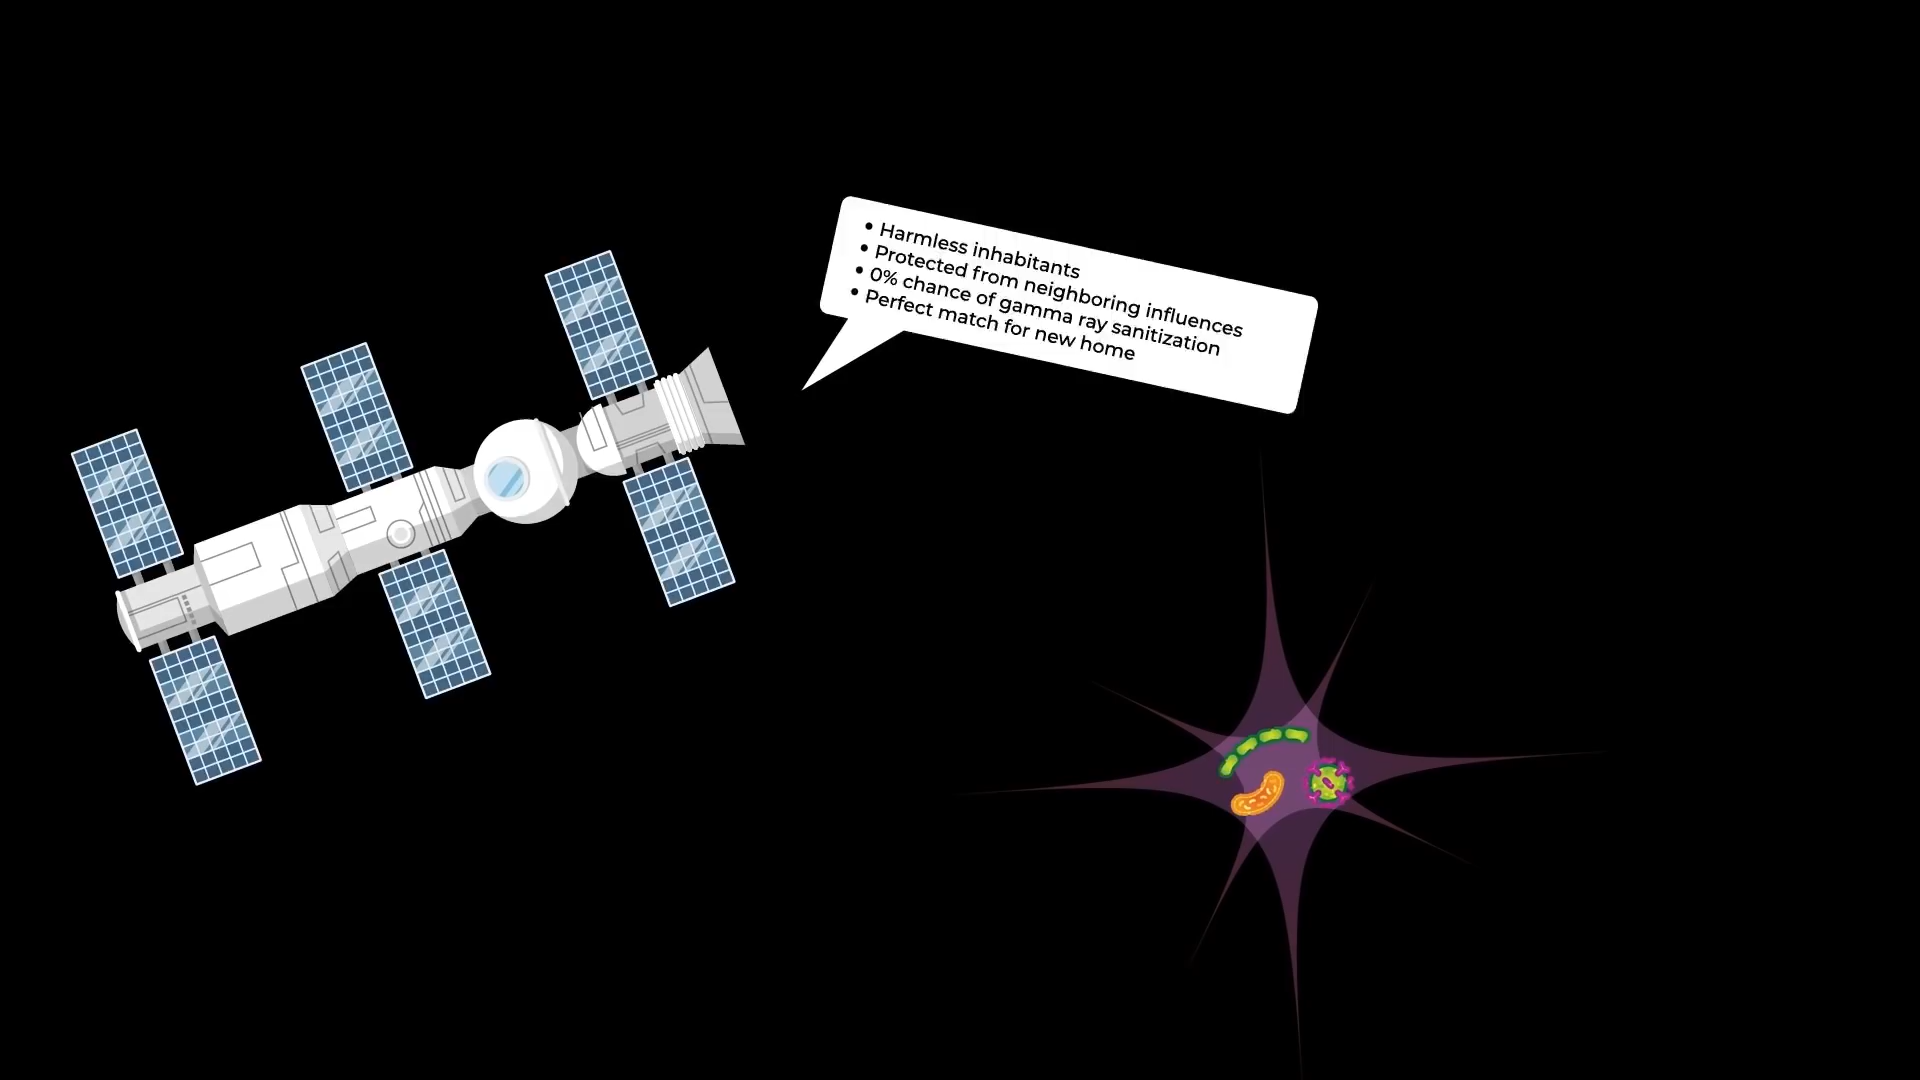 • Harmless inhabitants
• Protected from neighboring influences
• 0% chance of gamma ray sanitization
• Perfect match for new home